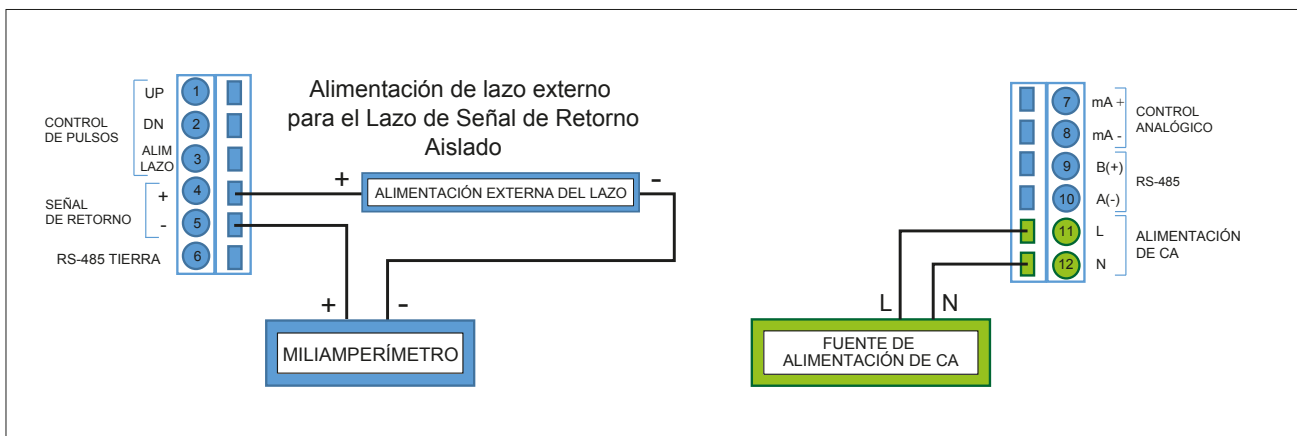 Alimentación de lazo externo
para el Lazo de Señal de Retorno
Aislado
CONTROL
DE PULSOS
UP
1
DN
2
ALIM
LAZO
3
SEÑAL
DE RETORNO
+
4
-
5
RS-485 TIERRA
6
+
ALIMENTACIÓN EXTERNA DEL LAZO
-
+
-
MILIAMPERÍMETRO
7
mA +
8
mA -
CONTROL
ANALÓGICO
9
B(+)
10
A(-)
RS-485
11
L
12
N
ALIMENTACIÓN
DE CA
L
N
FUENTE DE
ALIMENTACIÓN DE CA